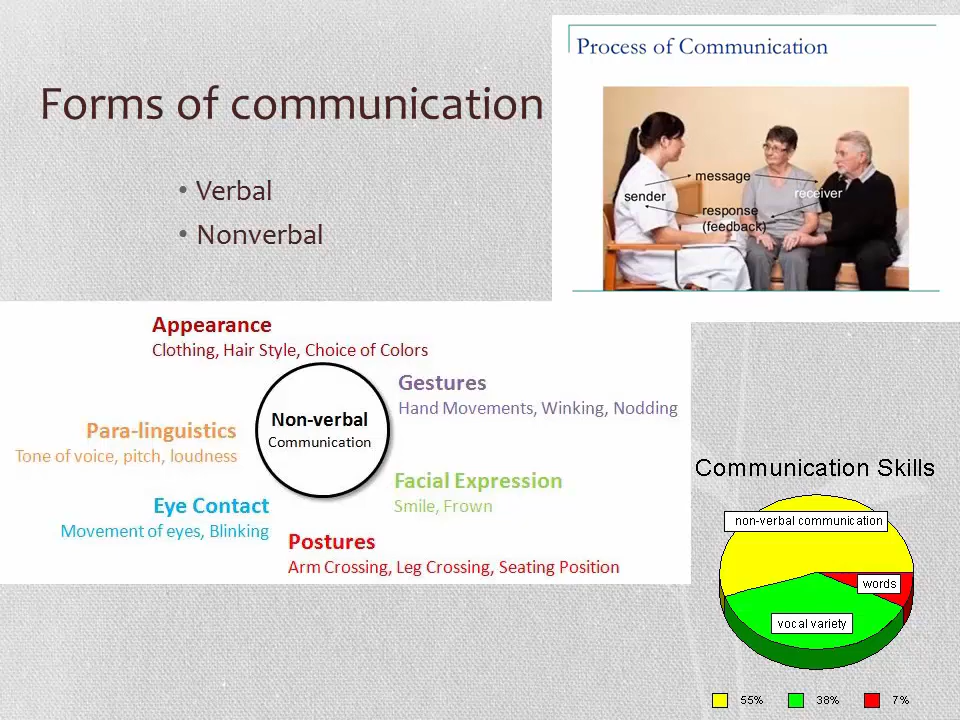 Process of Communication
Forms of communication
• Verbal
• Nonverbal
message
sender
receiver
response
(feedback)
Appearance
Clothing, Hair Style, Choice of Colors
Gestures
Hand Movements, Winking, Nodding
Non-verbal
Communication
Para-linguistics
Tone of voice, pitch, loudness
Facial Expression
Smile, Frown
Eye Contact
Movement of eyes, Blinking
Postures
Arm Crossing, Leg Crossing, Seating Position
Communication Skills
non-verbal communication
words
vocal variety
55% 38% 7%